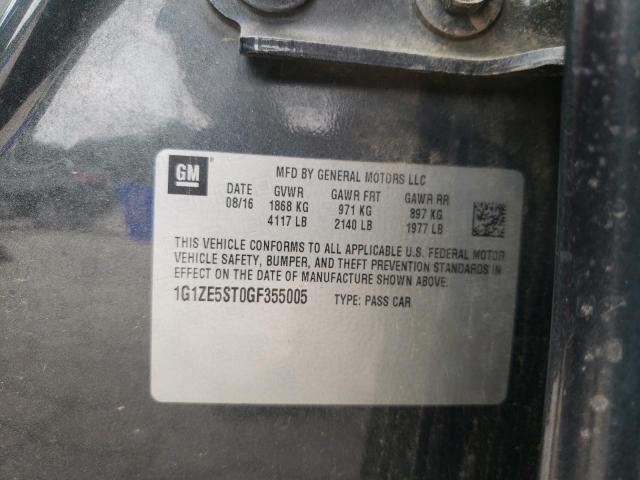 GM
MFD BY GENERAL MOTORS LLC
DATE GVWR GAWR FRT GAWR RR
08/16 1868 KG 971 KG 897 KG
4117 LB 2140 LB 1977 LB
THIS VEHICLE CONFORMS TO ALL APPLICABLE U.S. FEDERAL MOTOR
VEHICLE SAFETY, BUMPER, AND THEFT PREVENTION STANDARDS IN
EFFECT ON THE DATE OF MANUFACTURE SHOWN ABOVE.
1G1ZE5ST0GF355005 TYPE: PASS CAR